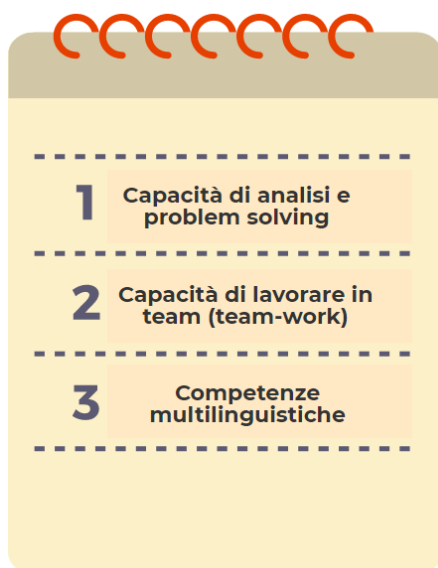 1 Capacità di analisi e
problem solving
2 Capacità di lavorare in
team (team-work)
3 Competenze
multilinguistiche